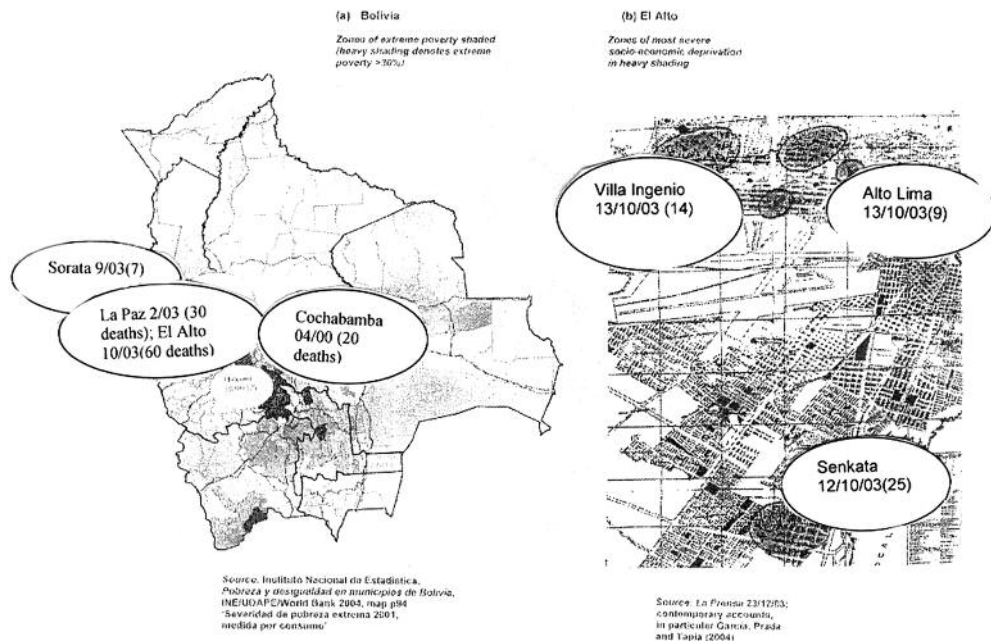 (a) Bolivia
Zones of extreme poverty shaded
(heavy shading denotes extreme
poverty >30%)
(b) El Alto
Zones of most severe
socio-economic deprivation
in heavy shading
Sorata 9/03(7)
La Paz 2/03 (30
deaths); El Alto
10/03(60 deaths)
Cochabamba
04/00 (20
deaths)
Villa Ingenio
13/10/03 (14)
Alto Lima
13/10/03(9)
Senkata
12/10/03(25)
Source: Instituto Nacional de Estadistica,
Pobreza y desigualdad en municipios de Bolivia,
INE/UDAPE/World Bank 2004, map p94
'Severidad de pobreza extrema 2001,
medida por consumo'
Source: La Prensa 23/12/03;
contemporary accounts,
in particular Garcia, Prada
and Tapia (2004)